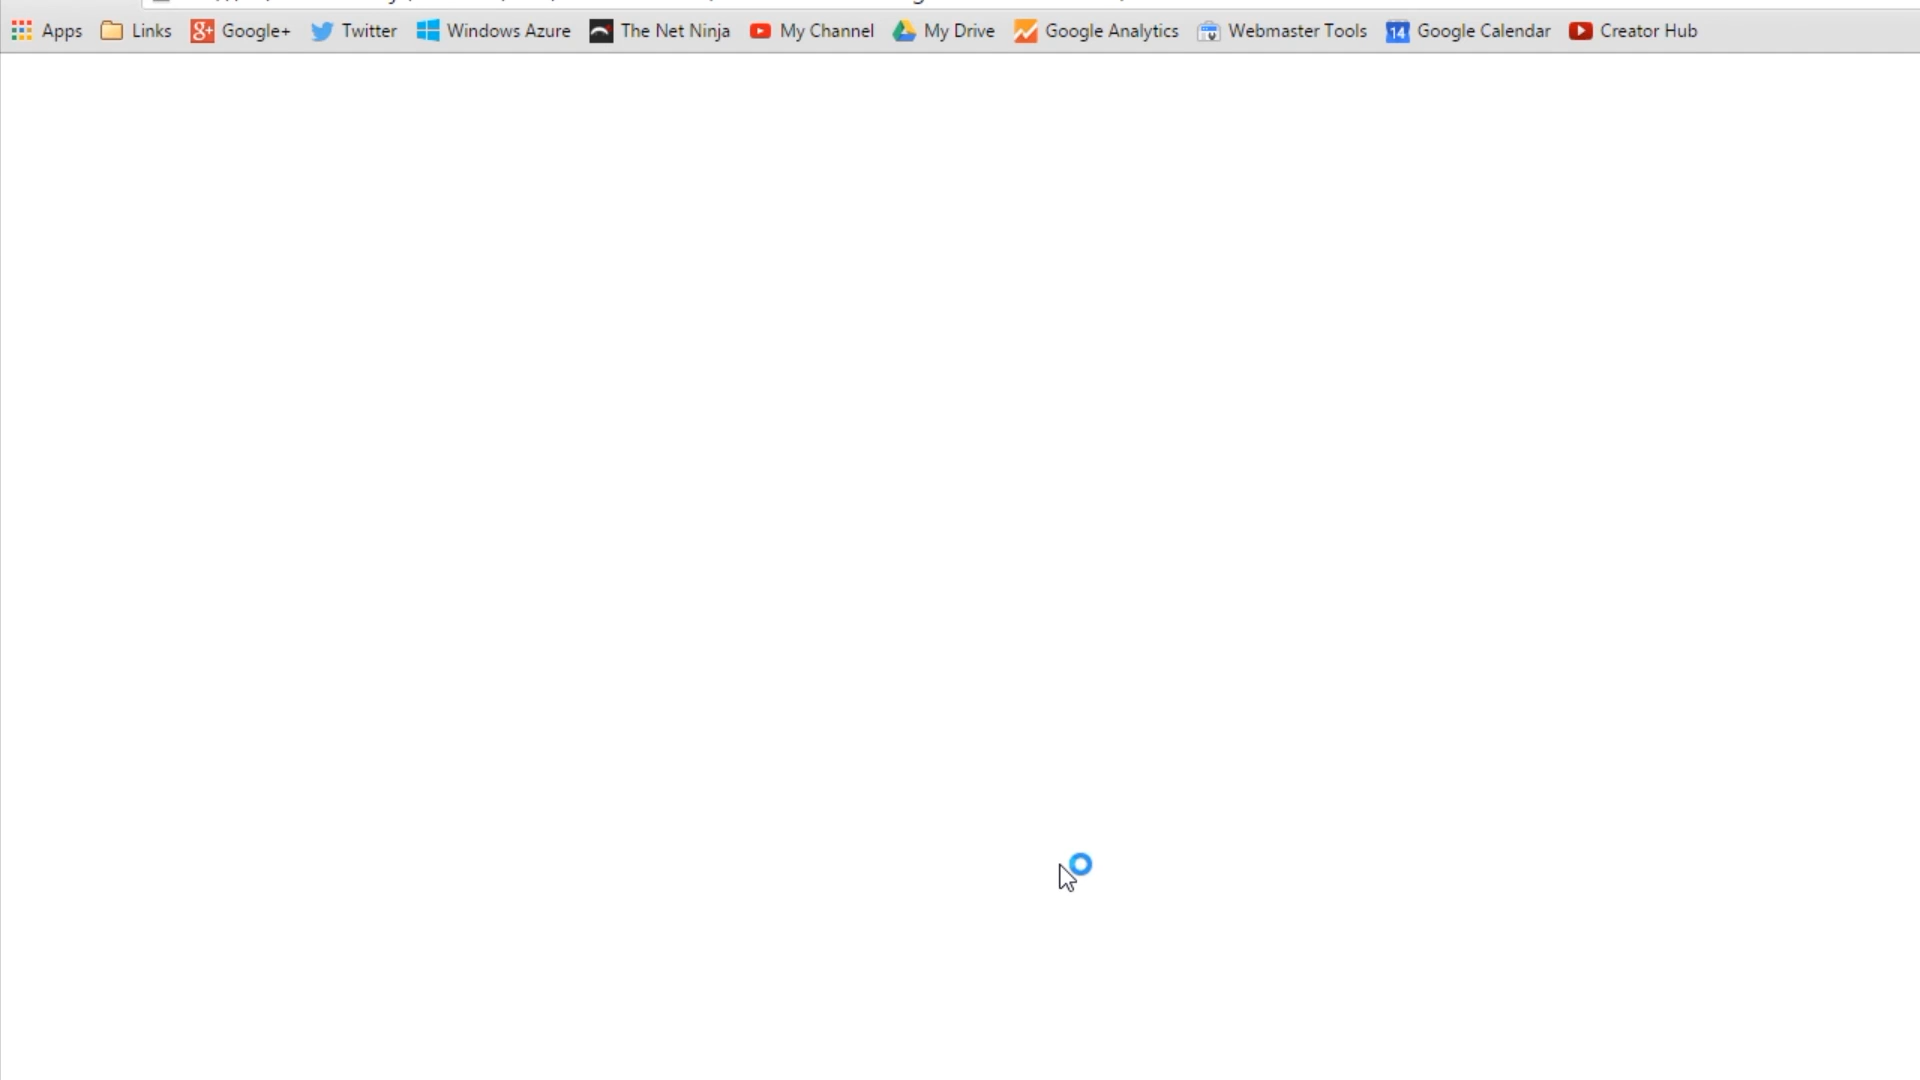 Apps Links Google+ Twitter Windows Azure The Net Ninja My Channel My Drive Google Analytics Webmaster Tools 14 Google Calendar Creator Hub